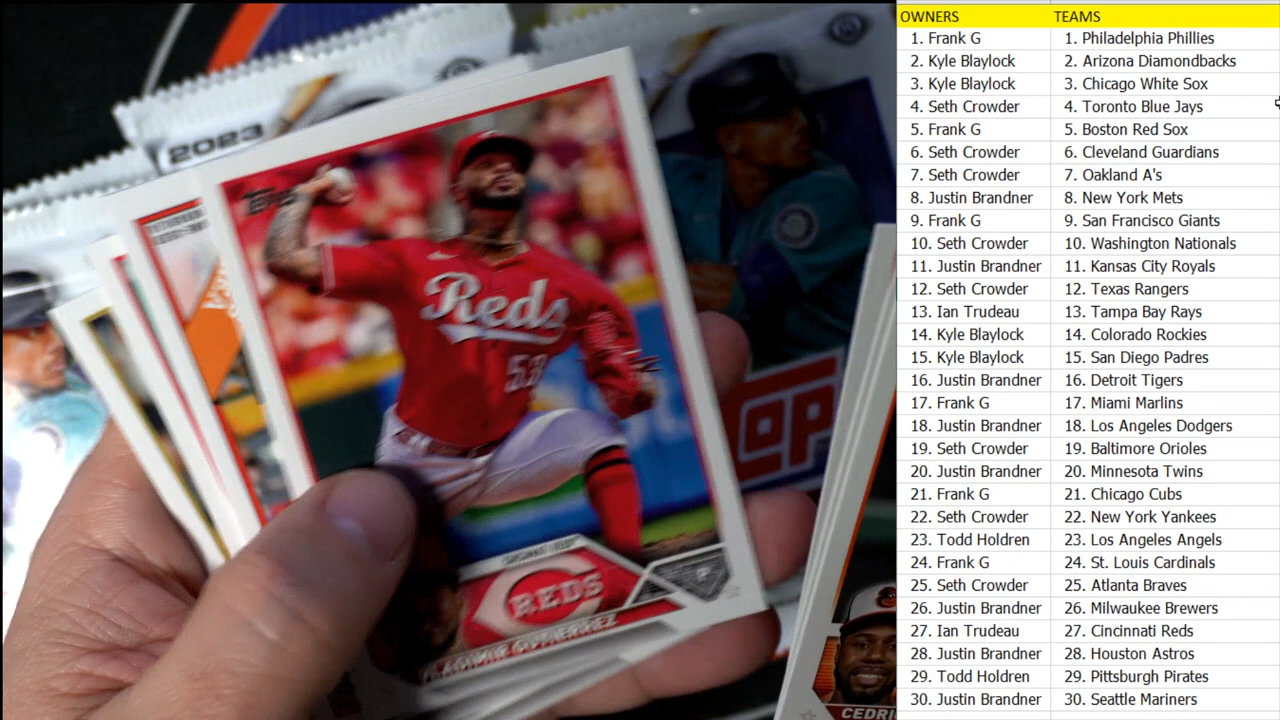 2023
Topps
Reds
53
CINCINNATI REDS
REDS
P
VLADIMIR GUTIERREZ
TOP
CEDRI
OWNERS TEAMS
1. Frank G 1. Philadelphia Phillies
2. Kyle Blaylock 2. Arizona Diamondbacks
3. Kyle Blaylock 3. Chicago White Sox
4. Seth Crowder 4. Toronto Blue Jays
5. Frank G 5. Boston Red Sox
6. Seth Crowder 6. Cleveland Guardians
7. Seth Crowder 7. Oakland A's
8. Justin Brandner 8. New York Mets
9. Frank G 9. San Francisco Giants
10. Seth Crowder 10. Washington Nationals
11. Justin Brandner 11. Kansas City Royals
12. Seth Crowder 12. Texas Rangers
13. Ian Trudeau 13. Tampa Bay Rays
14. Kyle Blaylock 14. Colorado Rockies
15. Kyle Blaylock 15. San Diego Padres
16. Justin Brandner 16. Detroit Tigers
17. Frank G 17. Miami Marlins
18. Justin Brandner 18. Los Angeles Dodgers
19. Seth Crowder 19. Baltimore Orioles
20. Justin Brandner 20. Minnesota Twins
21. Frank G 21. Chicago Cubs
22. Seth Crowder 22. New York Yankees
23. Todd Holdren 23. Los Angeles Angels
24. Frank G 24. St. Louis Cardinals
25. Seth Crowder 25. Atlanta Braves
26. Justin Brandner 26. Milwaukee Brewers
27. Ian Trudeau 27. Cincinnati Reds
28. Justin Brandner 28. Houston Astros
29. Todd Holdren 29. Pittsburgh Pirates
30. Justin Brandner 30. Seattle Mariners